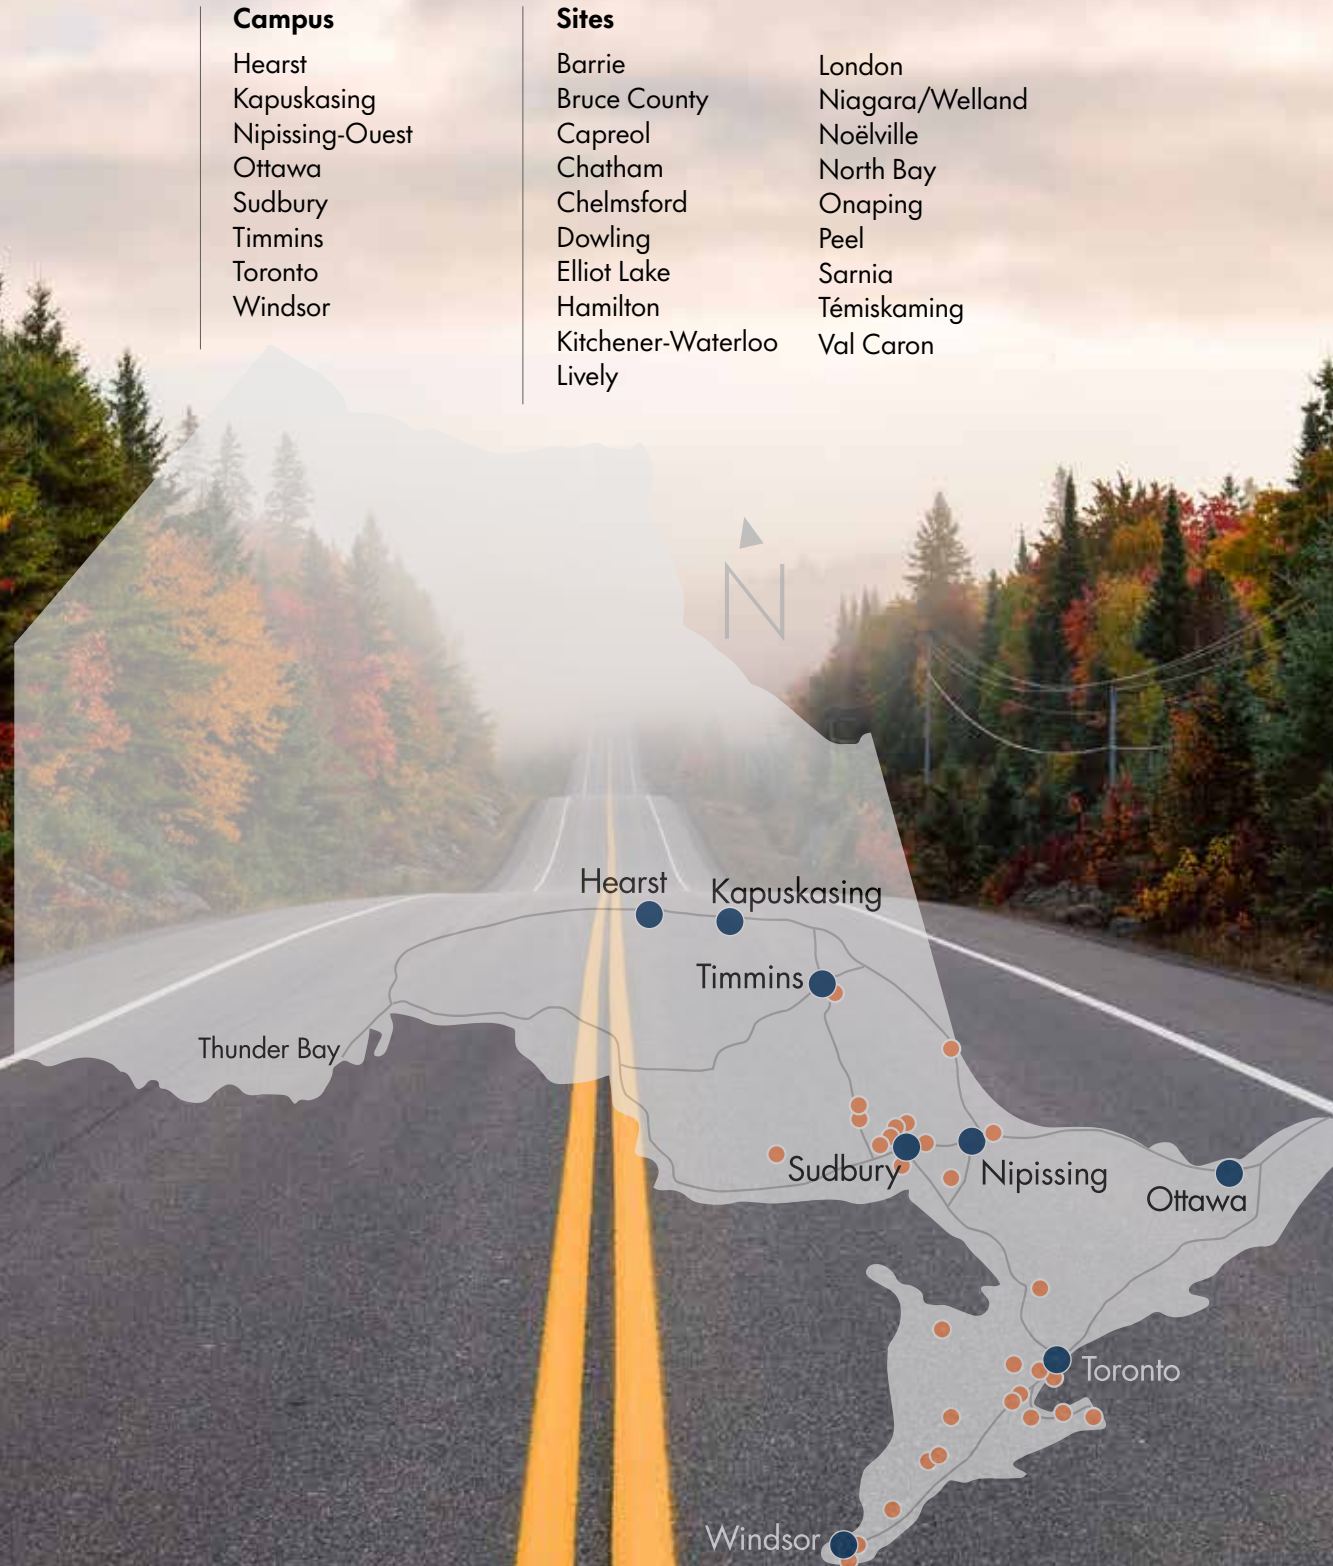 Campus
Hearst
Kapuskasing
Nipissing-Ouest
Ottawa
Sudbury
Timmins
Toronto
Windsor
Sites
Barrie
Bruce County
Capreol
Chatham
Chelmsford
Dowling
Elliot Lake
Hamilton
Kitchener-Waterloo
Lively
London
Niagara/Welland
Noëlville
North Bay
Onaping
Peel
Sarnia
Témiskaming
Val Caron
N
Hearst
Kapuskasing
Timmins
Thunder Bay
Sudbury
Nipissing
Ottawa
Toronto
Windsor